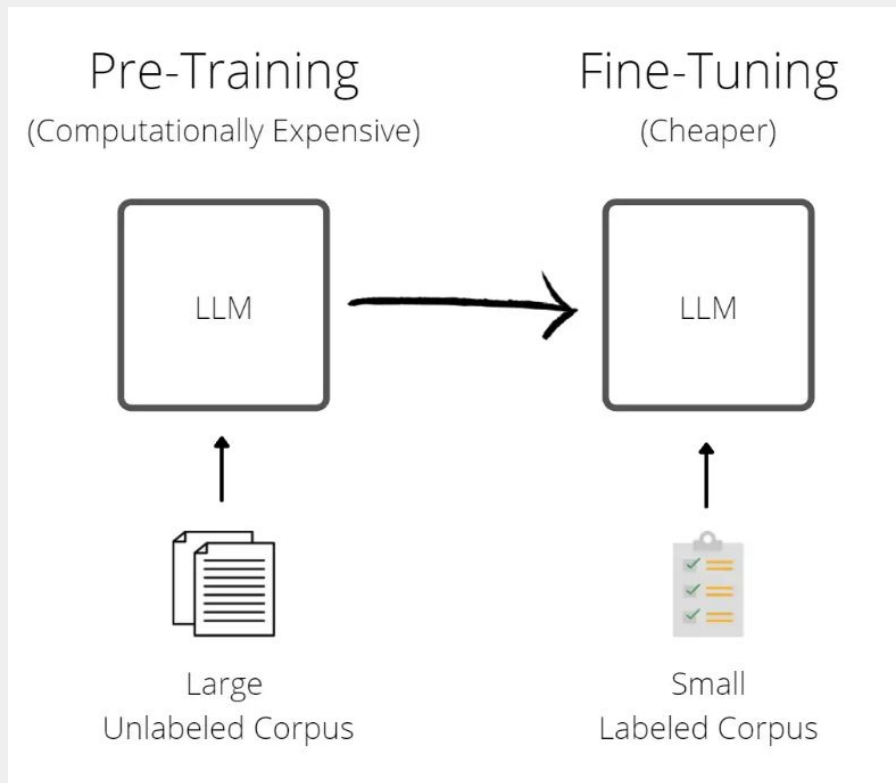 Pre-Training
(Computationally Expensive)
LLM
Large
Unlabeled Corpus
Fine-Tuning
(Cheaper)
LLM
Small
Labeled Corpus